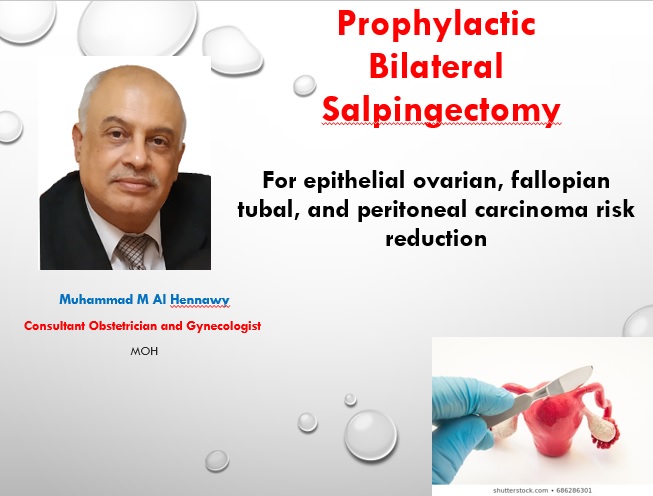 Prophylactic
Bilateral
Salpingectomy
For epithelial ovarian, fallopian
tubal, and peritoneal carcinoma risk
reduction
Muhammad M Al Hennawy
Consultant Obstetrician and Gynecologist
MOH
shutterstock.com • 686286301